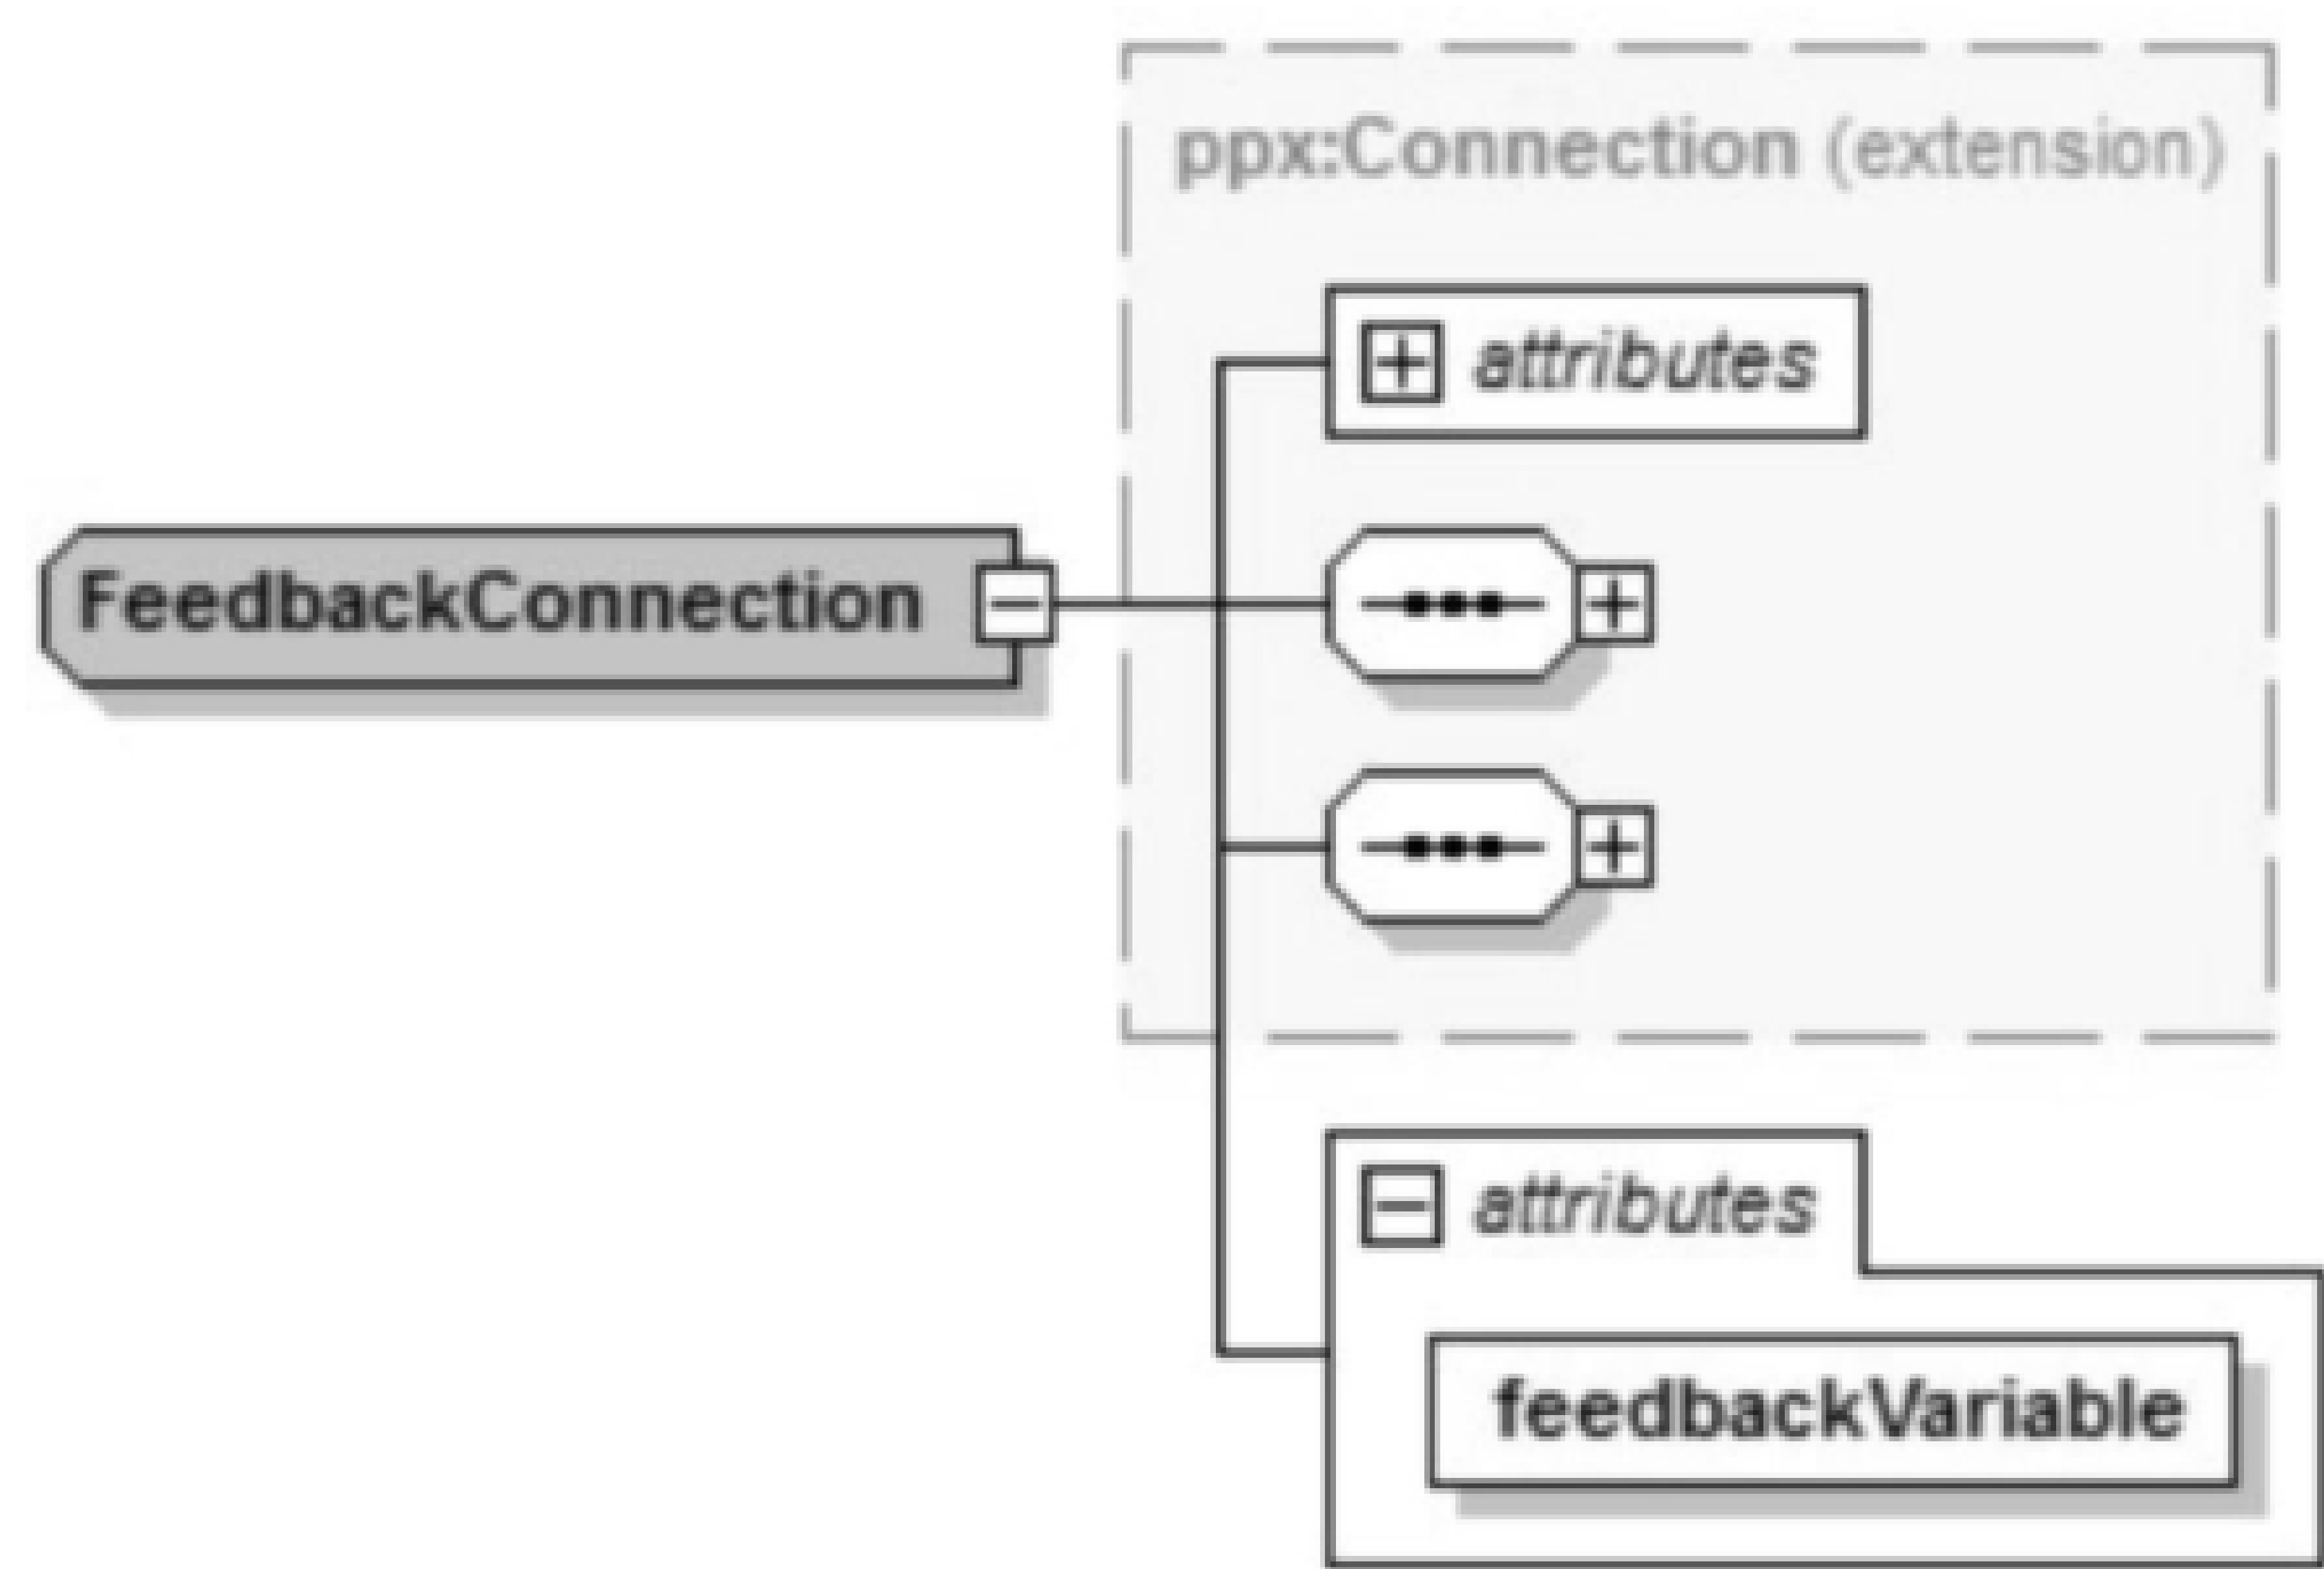 ppx:Connection (extension)
attributes
FeedbackConnection
attributes
feedbackVariable